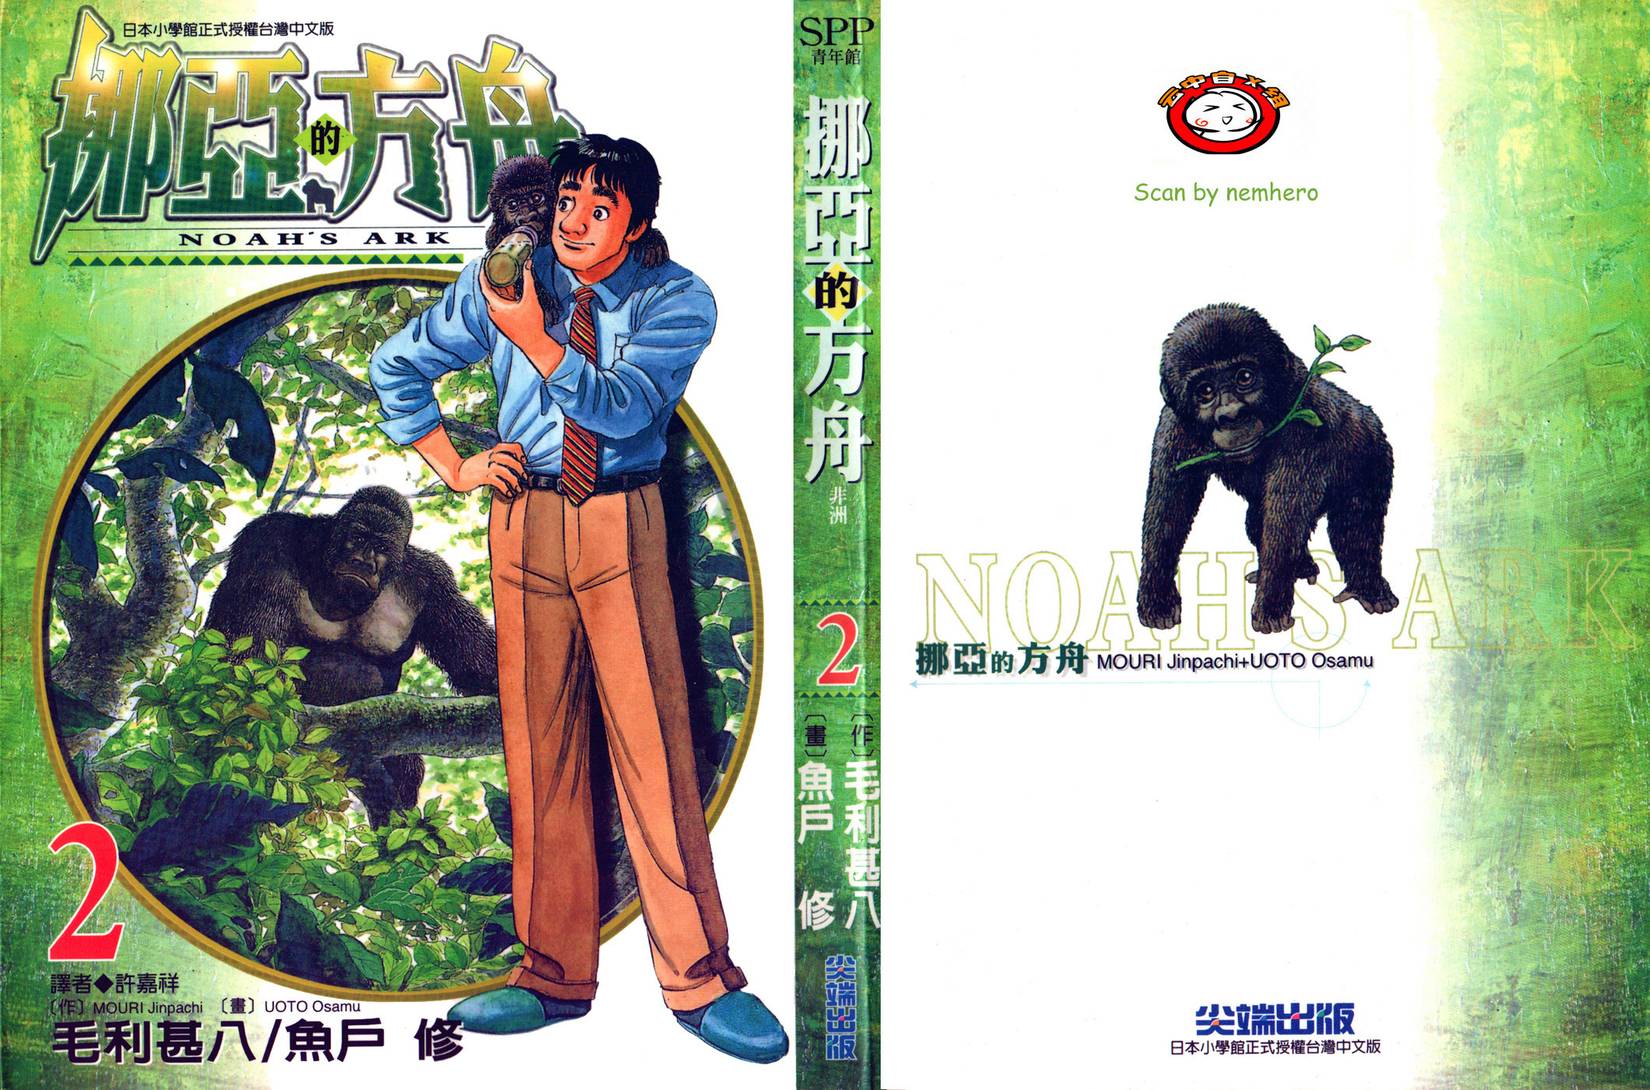 日本小學館正式授權台灣中文版
挪亞的方舟
NOAH'S ARK
2
譯者◆許嘉祥
〔作〕MOURI Jinpachi 〔畫〕UOTO Osamu
毛利甚八/魚戶 修
SPP
青年館
挪亞的方舟
非洲
2
〔作〕毛利甚八
〔畫〕魚戶 修
尖端出版
云中自义組
Scan by nemhero
NOAH'S ARK
挪亞的方舟 MOURI Jinpachi+UOTO Osamu
尖端出版
日本小學館正式授權台灣中文版